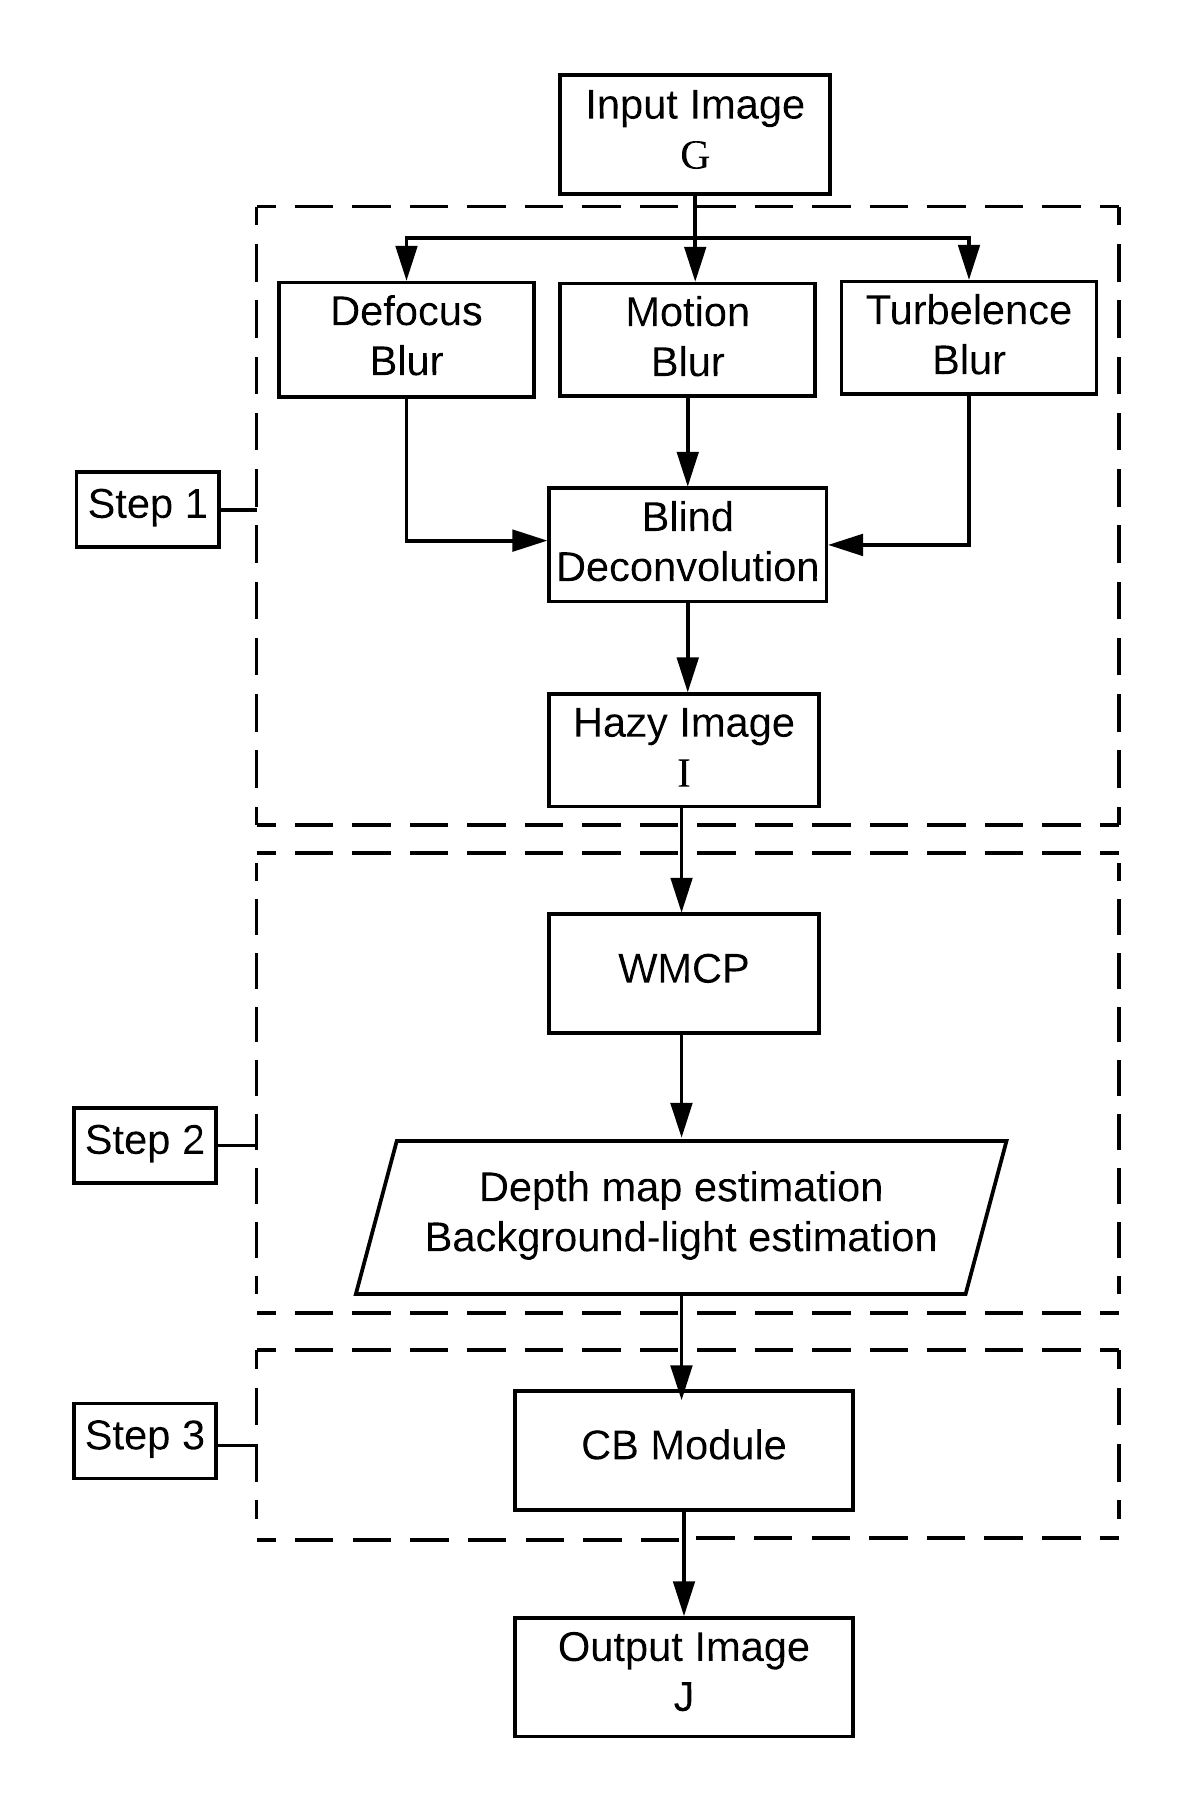 Input Image
G
Defocus
Blur
Motion
Blur
Turbelence
Blur
Step 1
Blind
Deconvolution
Hazy Image
I
WMCP
Step 2
Depth map estimation
Background-light estimation
Step 3
CB Module
Output Image
J